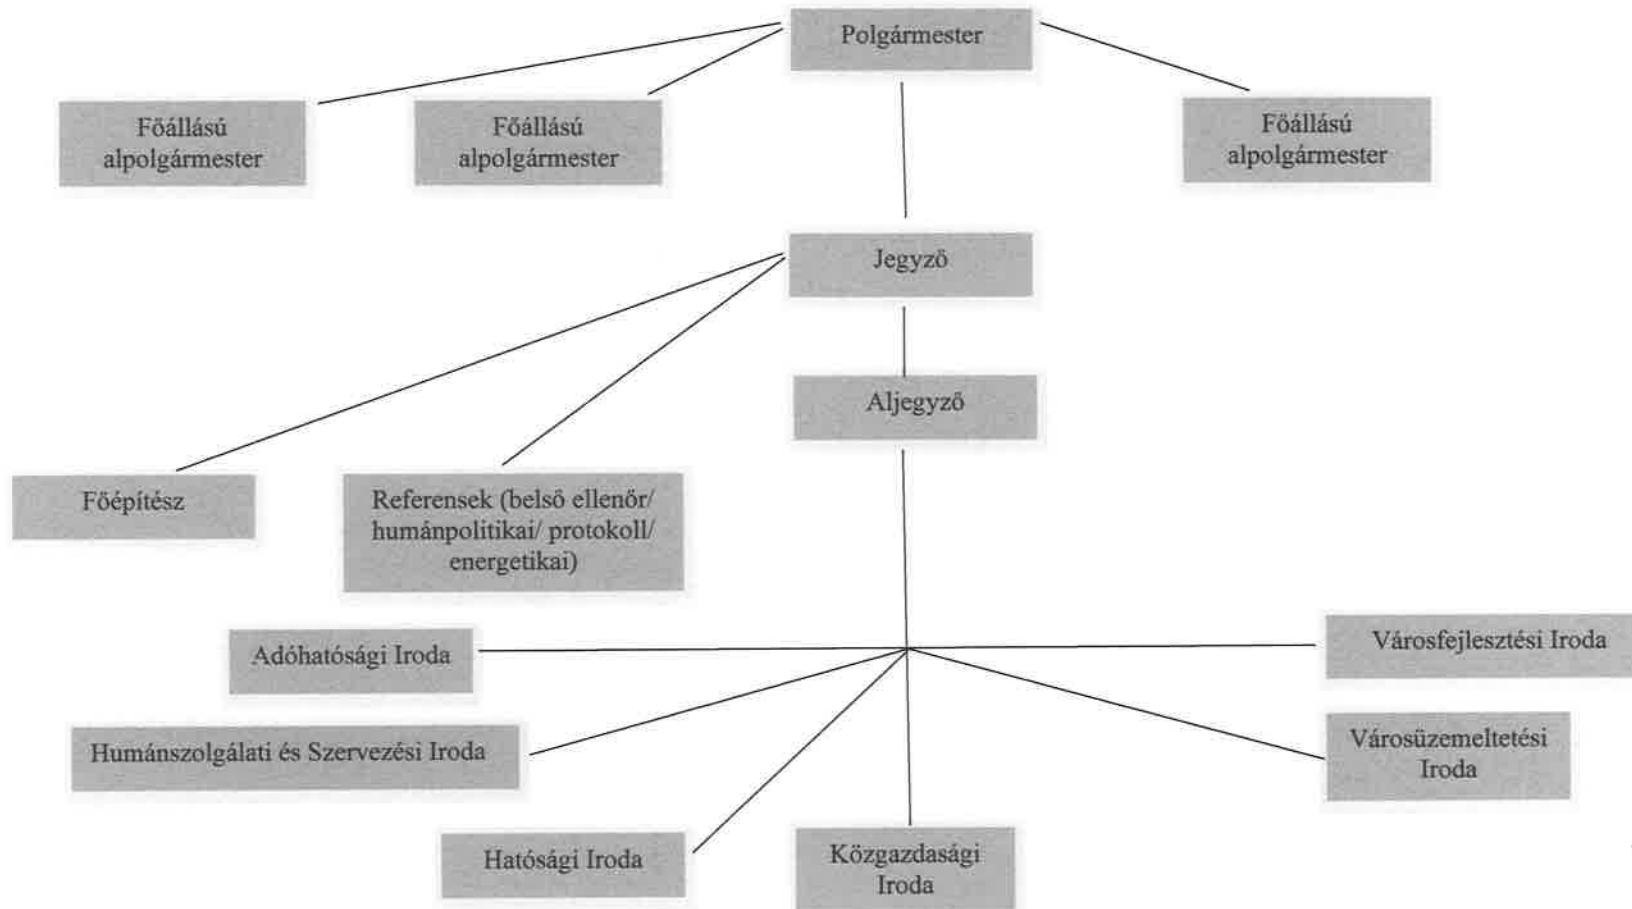 Polgármester
Főállású
alpolgármester
Főállású
alpolgármester
Főállású
alpolgármester
Jegyző
Aljegyző
Főépítész
Referensek (belső ellenőr/
humánpolitikai/ protokoll/
energetikai)
Adóhatósági Iroda
Városfejlesztési Iroda
Humánszolgálati és Szervezési Iroda
Városüzemeltetési
Iroda
Hatósági Iroda
Közgazdasági
Iroda